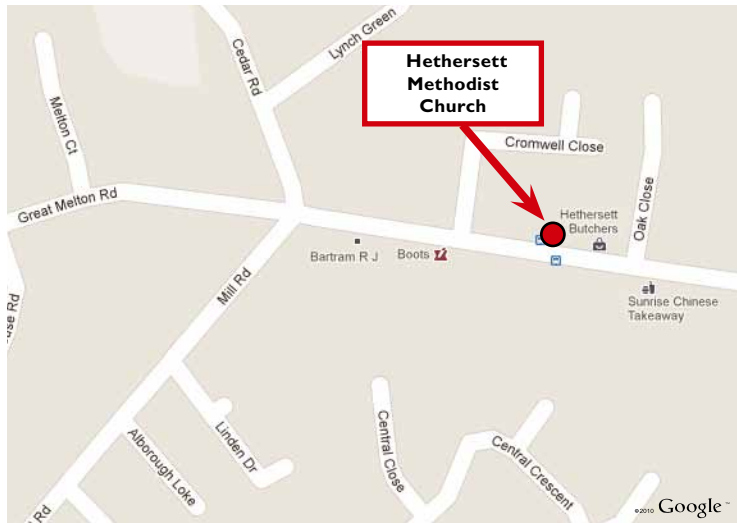 Lynch Green
Cedar Rd
Hethersett
Methodist
Church
Melton Ct
Cromwell Close
Great Melton Rd
Hethersett
Butchers
Oak Close
Bartram R J
Boots
Mill Rd
Sunrise Chinese
Takeaway
Linden Dr
Alborough Loke
Central Close
Central Crescent
Rd
©2010 Google